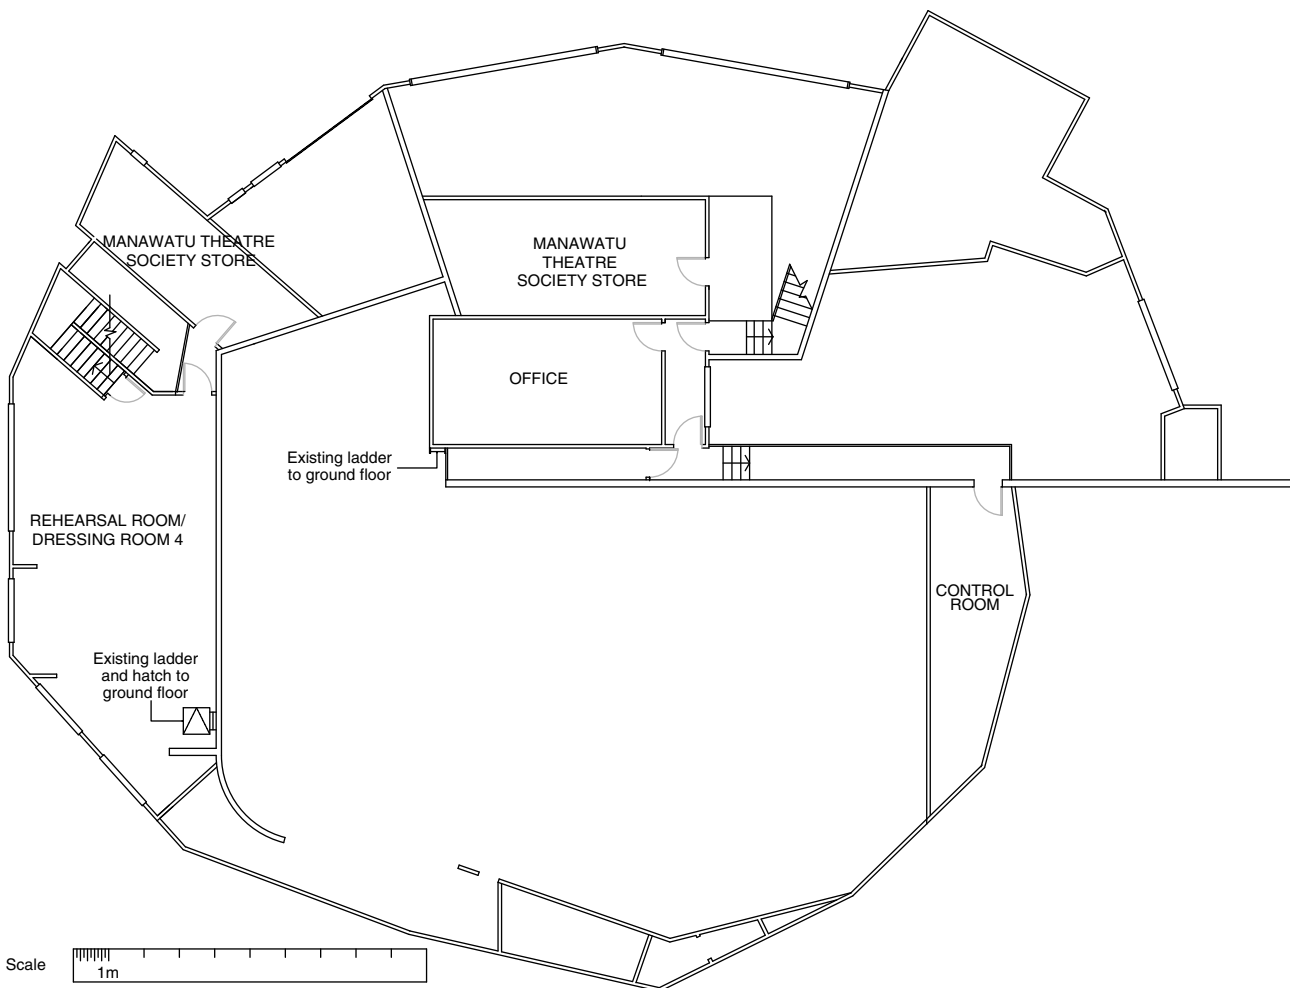 MANAWATU THEATRE
SOCIETY STORE
MANAWATU
THEATRE
SOCIETY STORE
OFFICE
Existing ladder
to ground floor
REHEARSAL ROOM/
DRESSING ROOM 4
CONTROL
ROOM
Existing ladder
and hatch to
ground floor
Scale
1m